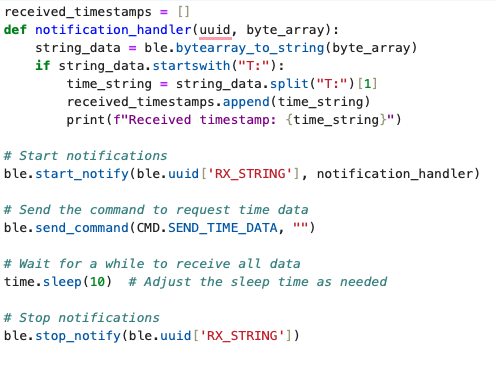 received_timestamps = []
def notification_handler(uuid, byte_array):
    string_data = ble.bytearray_to_string(byte_array)
    if string_data.startswith("T:"):
        time_string = string_data.split("T:")[1]
        received_timestamps.append(time_string)
        print(f"Received timestamp: {time_string}")

# Start notifications
ble.start_notify(ble.uuid['RX_STRING'], notification_handler)

# Send the command to request time data
ble.send_command(CMD.SEND_TIME_DATA, "")

# Wait for a while to receive all data
time.sleep(10)  # Adjust the sleep time as needed

# Stop notifications
ble.stop_notify(ble.uuid['RX_STRING'])